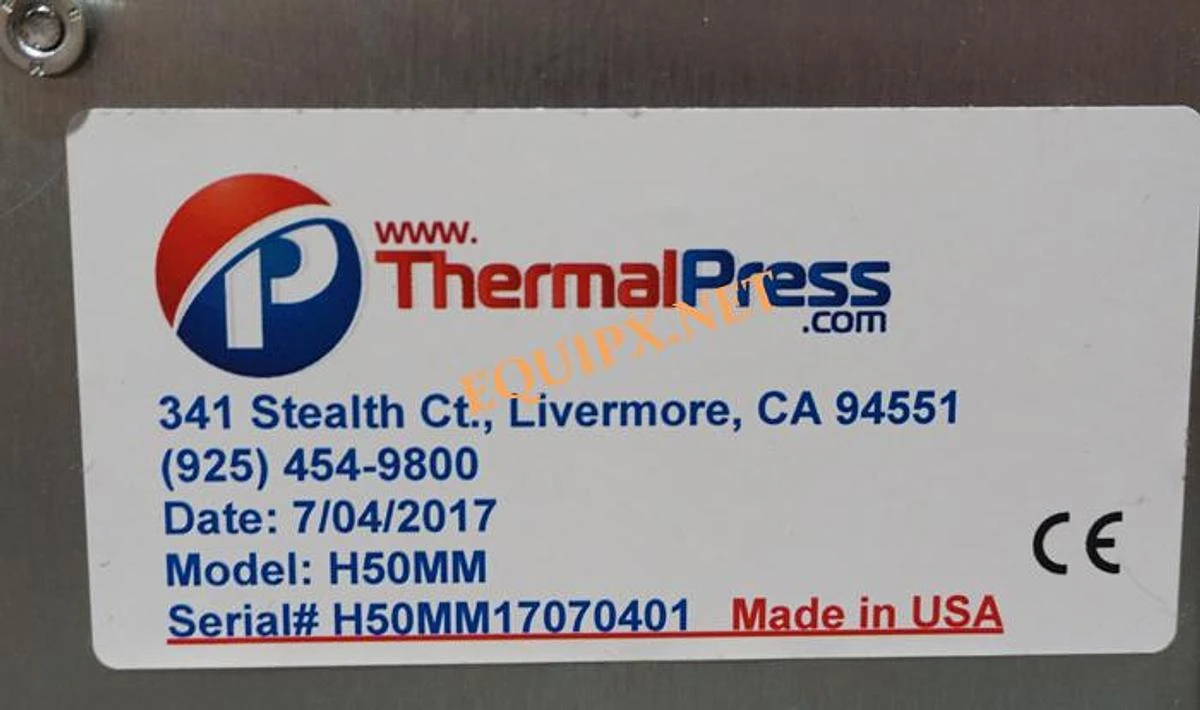 P
www.
ThermalPress
.com
EQUIPX.NET
341 Stealth Ct., Livermore, CA 94551
(925) 454-9800
Date: 7/04/2017
Model: H50MM
CE
Serial# H50MM17070401 Made in USA